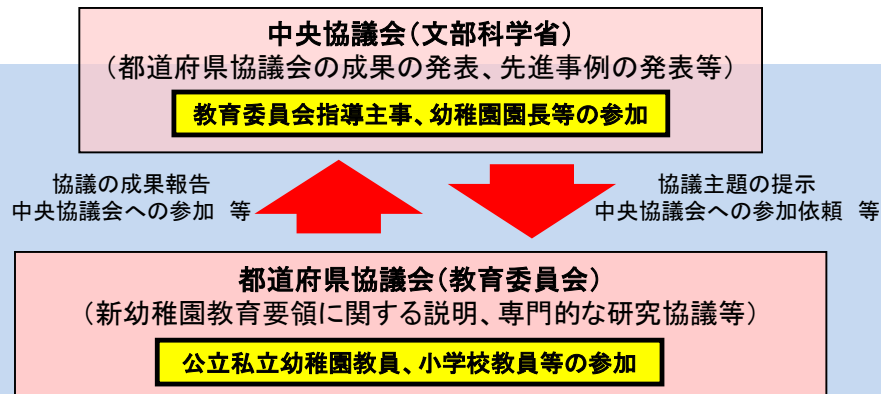 中央協議会(文部科学省)
(都道府県協議会の成果の発表、先進事例の発表等)
教育委員会指導主事、幼稚園園長等の参加
協議の成果報告
中央協議会への参加　等
協議主題の提示
中央協議会への参加依頼　等
都道府県協議会(教育委員会)
(新幼稚園教育要領に関する説明、専門的な研究協議等)
公立私立幼稚園教員、小学校教員等の参加